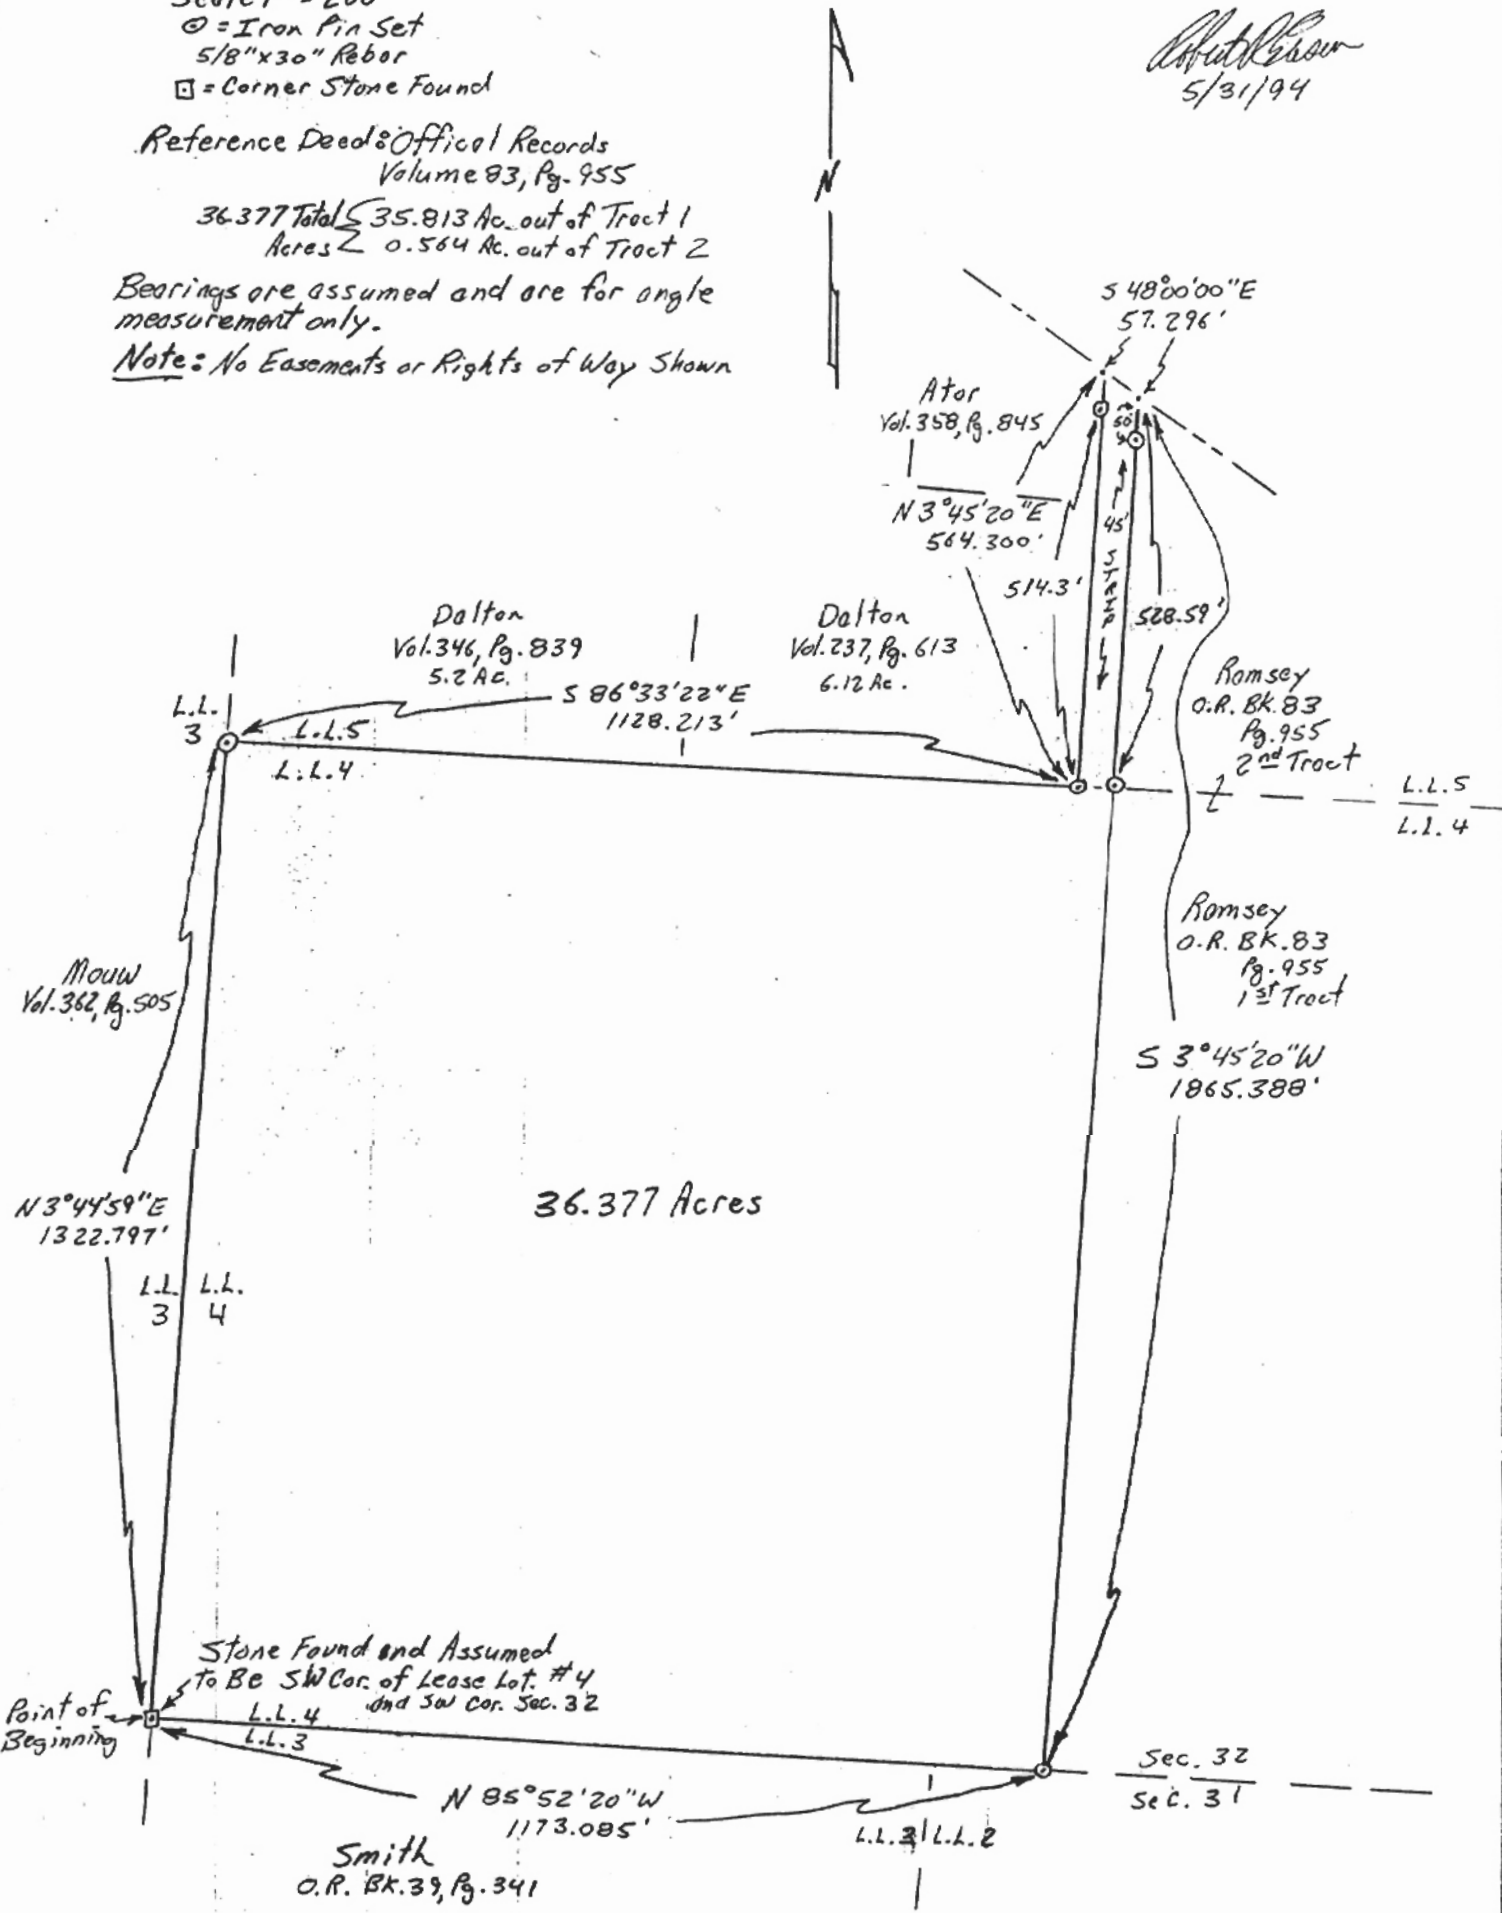 ⊙ = Iron Pin Set
5/8"x30" Rebar
⊡ = Corner Stone Found
Reference Deed: Offical Records
Volume 83, Pg. 955
36.377 Total { 35.813 Ac. out of Tract 1
Acres { 0.564 Ac. out of Tract 2
Bearings are assumed and are for angle
measurement only.
Note: No Easements or Rights of Way Shown
N
5/31/94
S 48°00'00"E
57.296'
Ator
Vol. 358, Pg. 845
50'
N 3°45'20"E
564.300'
45'
STRIP
514.3'
528.59'
Dalton
Vol. 346, Pg. 839
5.2 Ac.
Dalton
Vol. 237, Pg. 613
6.12 Ac.
S 86°33'22"E
1128.213'
Ramsey
O.R. BK. 83
Pg. 955
2nd Tract
L.L.
3
L.L.5
L.L.4
L.L.5
L.L.4
Ramsey
O.R. BK. 83
Pg. 955
1st Tract
Mouw
Vol. 362, Pg. 505
S 3°45'20"W
1865.388'
N 3°44'59"E
1322.797'
36.377 Acres
L.L. L.L.
3 4
Stone Found and Assumed
To Be SW Cor. of Lease Lot #4
and SW Cor. Sec. 32
Point of
Beginning
L.L.4
L.L.3
N 85°52'20"W
1173.085'
Sec. 32
Sec. 31
L.L.3 L.L.2
Smith
O.R. BK. 39, Pg. 341